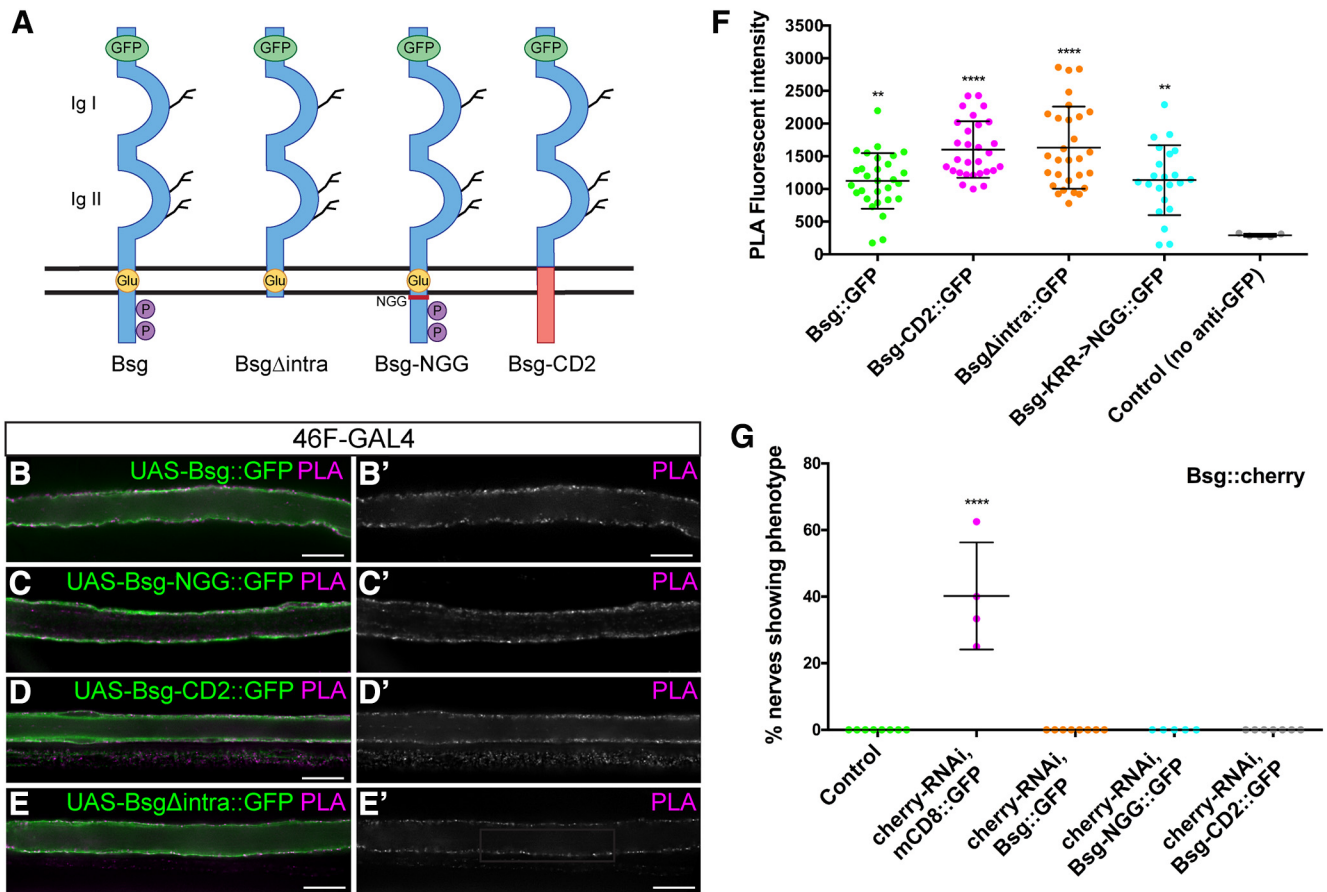 A
GFP GFP GFP GFP
Ig I
Ig II
Glu Glu Glu
NGG
P P
P P
Bsg BsgΔintra Bsg-NGG Bsg-CD2
46F-GAL4
B UAS-Bsg::GFP PLA
B' PLA
C UAS-Bsg-NGG::GFP PLA
C' PLA
D UAS-Bsg-CD2::GFP PLA
D' PLA
E UAS-BsgΔintra::GFP PLA
E' PLA
F
PLA Fluorescent intensity
3500
3000
2500
2000
1500
1000
500
0
** **** **** **
Bsg::GFP
Bsg-CD2::GFP
BsgΔintra::GFP
Bsg-KRR->NGG::GFP
Control (no anti-GFP)
G
Bsg::cherry
% nerves showing phenotype
80
60
40
20
0
****
Control
cherry-RNAi,
mCD8::GFP
cherry-RNAi,
Bsg::GFP
cherry-RNAi,
Bsg-NGG::GFP
cherry-RNAi,
Bsg-CD2::GFP